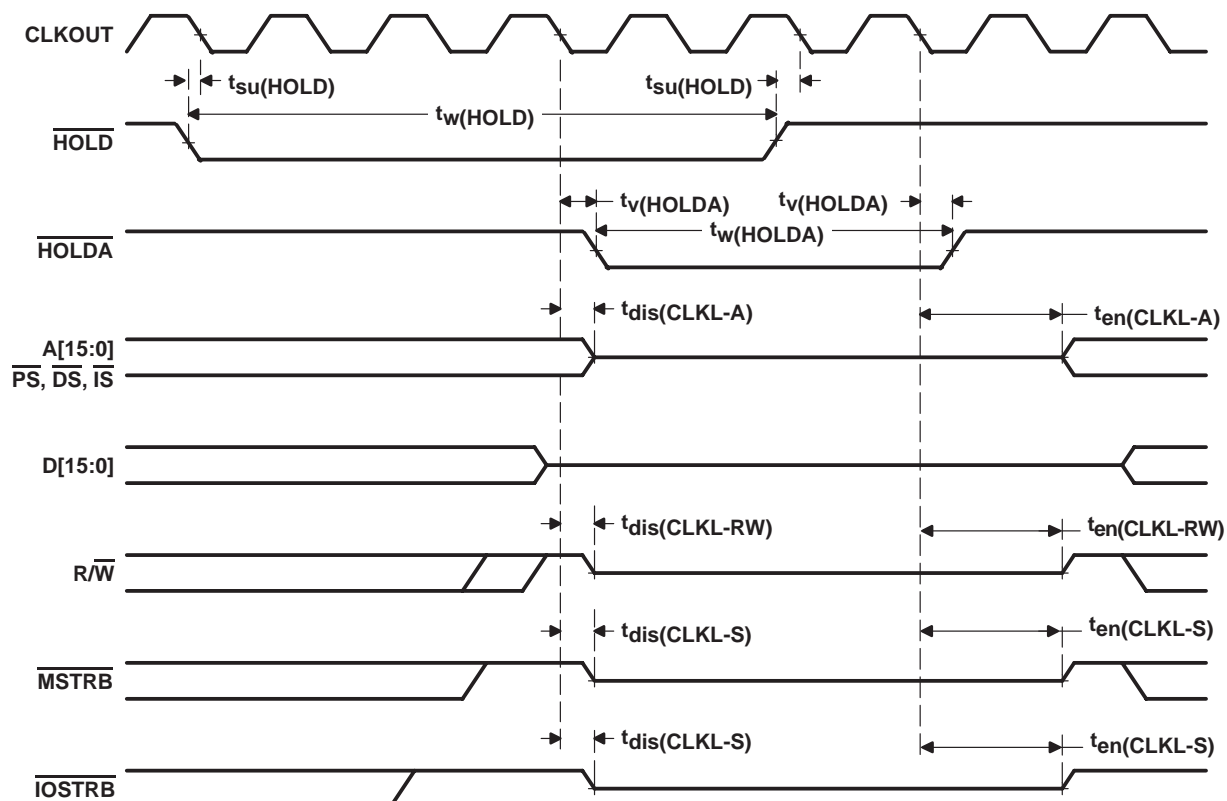 CLKOUT
tsu(HOLD)
tsu(HOLD)
tw(HOLD)
HOLD
tv(HOLDA)
tv(HOLDA)
tw(HOLDA)
HOLDA
tdis(CLKL-A)
ten(CLKL-A)
A[15:0]
PS, DS, IS
D[15:0]
tdis(CLKL-RW)
ten(CLKL-RW)
R/W
tdis(CLKL-S)
ten(CLKL-S)
MSTRB
tdis(CLKL-S)
ten(CLKL-S)
IOSTRB